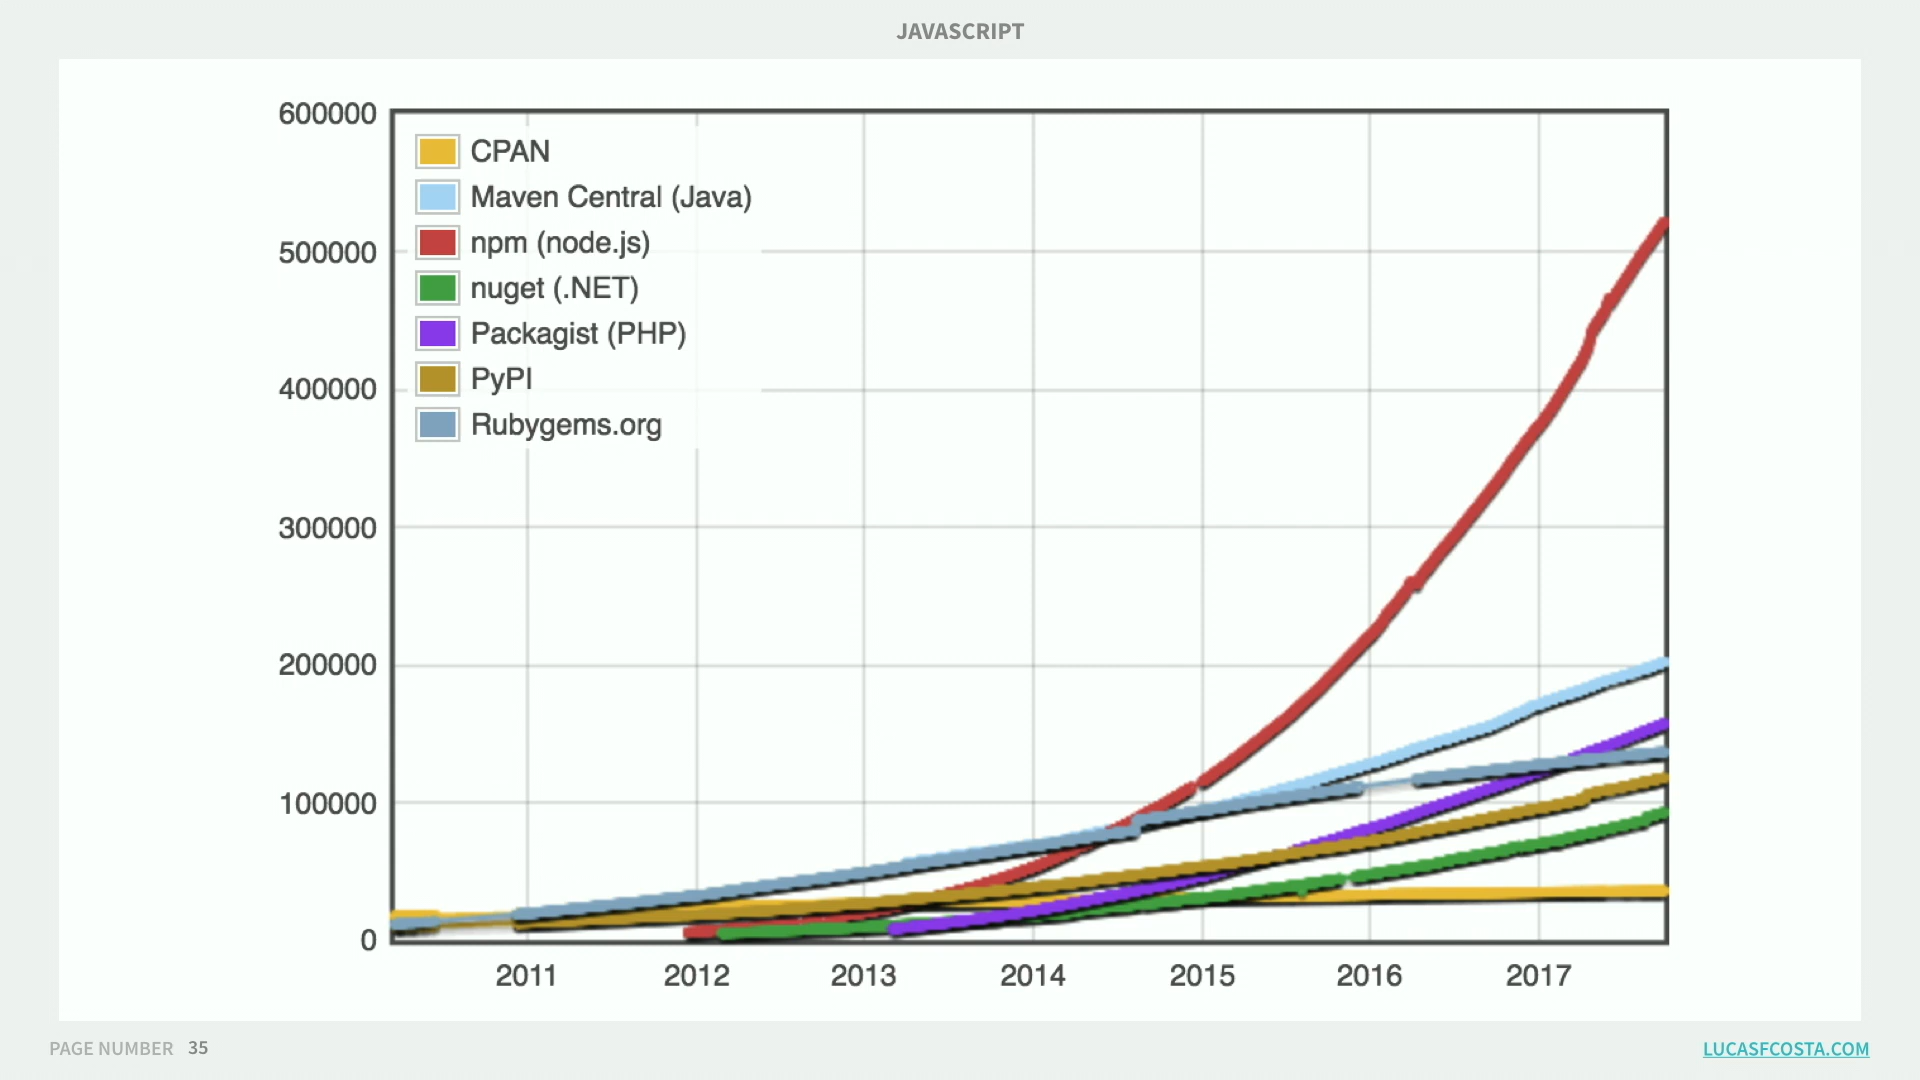 JAVASCRIPT
600000
500000
400000
300000
200000
100000
0
CPAN
Maven Central (Java)
npm (node.js)
nuget (.NET)
Packagist (PHP)
PyPI
Rubygems.org
2011 2012 2013 2014 2015 2016 2017
PAGE NUMBER 35
LUCASFCOSTA.COM